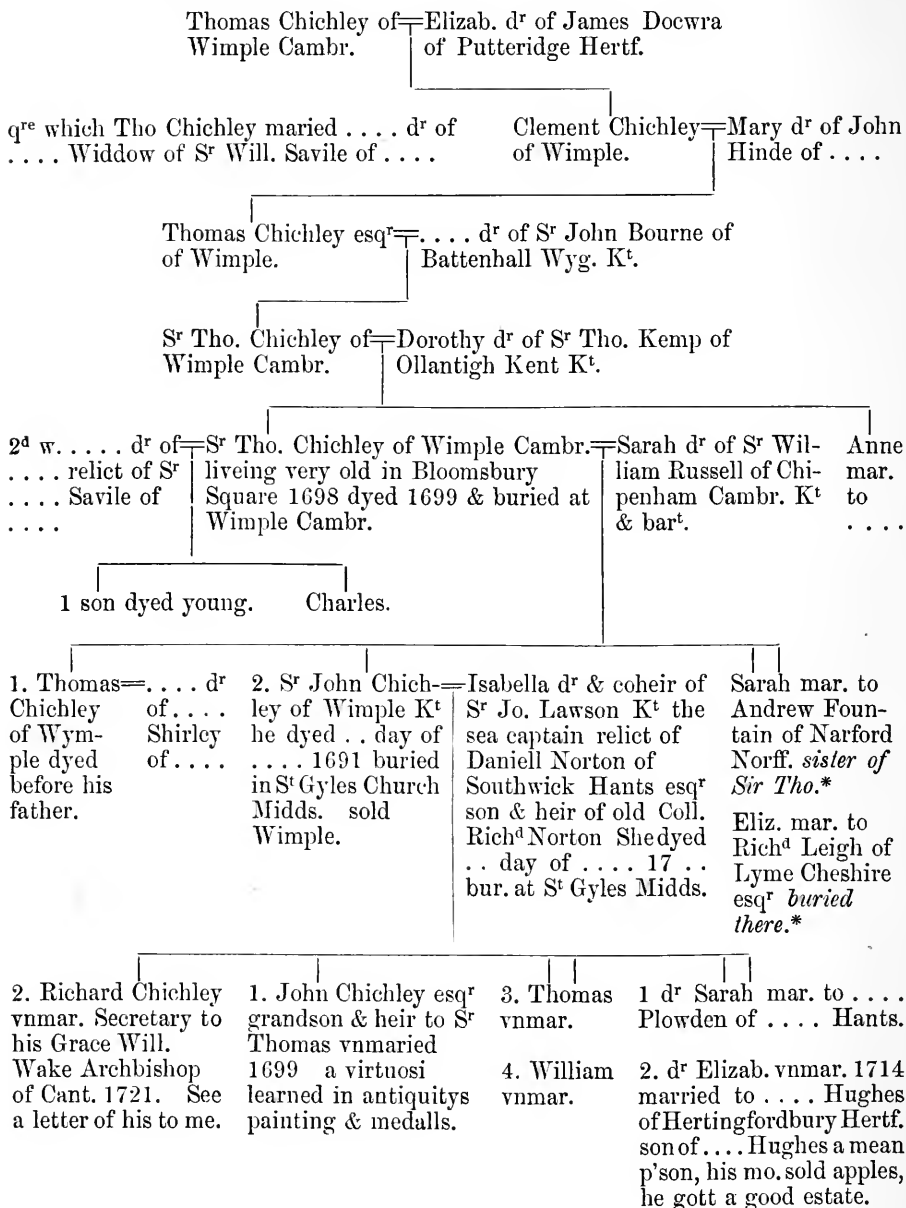 Thomas Chichley of=Elizab. dʳ of James Docwra
Wimple Cambr. of Putteridge Hertf.
qʳᵉ which Tho Chichley maried . . . . dʳ of
. . . . Widdow of Sʳ Will. Savile of . . . .
Clement Chichley=Mary dʳ of John
of Wimple. Hinde of . . . .
Thomas Chichley esqʳ=. . . . dʳ of Sʳ John Bourne of
of Wimple. Battenhall Wyg. Kᵗ.
Sʳ Tho. Chichley of=Dorothy dʳ of Sʳ Tho. Kemp of
Wimple Cambr. Ollantigh Kent Kᵗ.
2ᵈ w. . . . . dʳ of=
. . . . relict of Sʳ
. . . . Savile of
. . . .
Sʳ Tho. Chichley of Wimple Cambr.=
liveing very old in Bloomsbury
Square 1698 dyed 1699 & buried at
Wimple Cambr.
Sarah dʳ of Sʳ Wil-
liam Russell of Chi-
penham Cambr. Kᵗ
& barᵗ.
Anne
mar.
to
. . . .
1 son dyed young. Charles.
1. Thomas=. . . . dʳ
Chichley of. . . .
of Wym- Shirley
ple dyed of. . . .
before his
father.
2. Sʳ John Chich-=
ley of Wimple Kᵗ
he dyed . . day of
. . . . 1691 buried
in Sᵗ Gyles Church
Midds. sold
Wimple.
Isabella dʳ & coheir of
Sʳ Jo. Lawson Kᵗ the
sea captain relict of
Daniell Norton of
Southwick Hants esqʳ
son & heir of old Coll.
Richᵈ Norton She dyed
. . day of . . . . 17 . .
bur. at Sᵗ Gyles Midds.
Sarah mar. to
Andrew Foun-
tain of Narford
Norff. sister of
Sir Tho.*
Eliz. mar. to
Richᵈ Leigh of
Lyme Cheshire
esqʳ buried
there.*
2. Richard Chichley
vnmar. Secretary to
his Grace Will.
Wake Archbishop
of Cant. 1721. See
a letter of his to me.
1. John Chichley esqʳ
grandson & heir to Sʳ
Thomas vnmaried
1699 a virtuosi
learned in antiquitys
painting & medalls.
3. Thomas
vnmar.
4. William
vnmar.
1 dʳ Sarah mar. to . . . .
Plowden of . . . . Hants.
2. dʳ Elizab. vnmar. 1714
married to . . . . Hughes
of Hertingfordbury Hertf.
son of . . . . Hughes a mean
p'son, his mo. sold apples,
he gott a good estate.